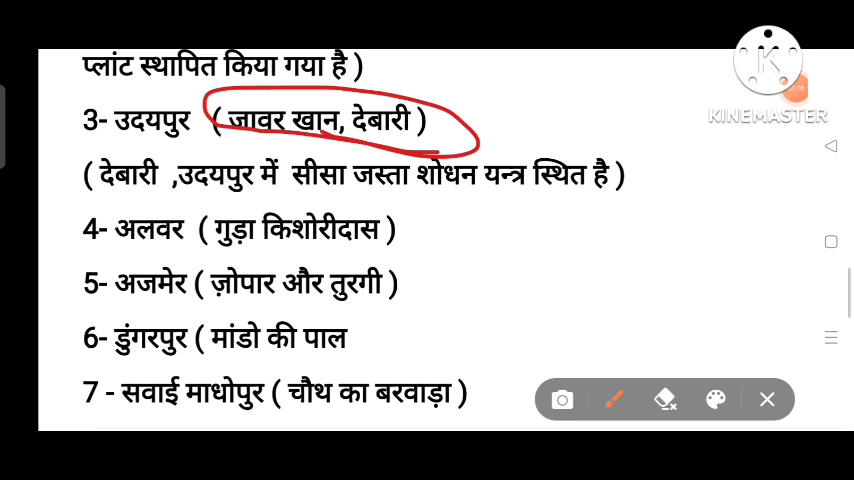 प्लांट स्थापित किया गया है )
3- उदयपुर ( जावर खान, देबारी )
( देबारी ,उदयपुर में सीसा जस्ता शोधन यन्त्र स्थित है )
4- अलवर ( गुड़ा किशोरीदास )
5- अजमेर ( ज़ोपार और तुरगी )
6- डुंगरपुर ( मांडो की पाल
7 - सवाई माधोपुर ( चौथ का बरवाड़ा )
K
KINEMASTER